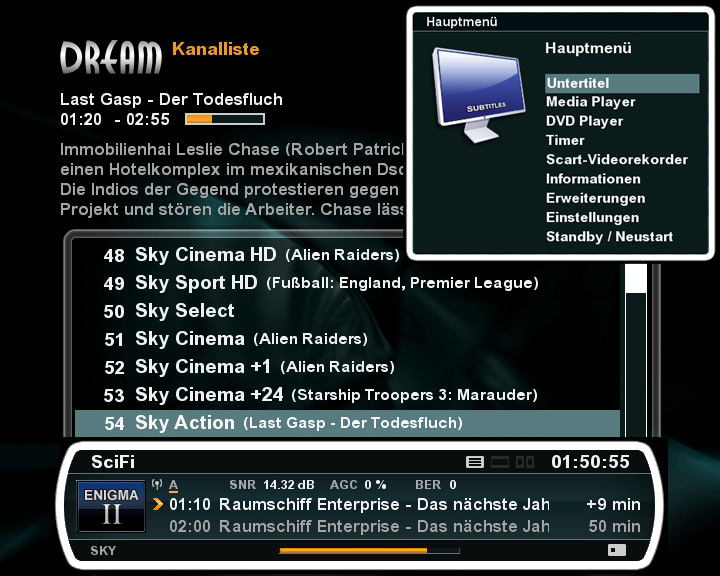 DREAM
Kanalliste
Last Gasp - Der Todesfluch
01:20 - 02:55
Immobilienhai Leslie Chase (Robert Patric
einen Hotelkomplex im mexikanischen Dsc
Die Indios der Gegend protestieren gegen
Projekt und stören die Arbeiter. Chase läss
Hauptmenü
SUBTITLES
Hauptmenü
Untertitel
Media Player
DVD Player
Timer
Scart-Videorekorder
Informationen
Erweiterungen
Einstellungen
Standby / Neustart
48 Sky Cinema HD (Alien Raiders)
49 Sky Sport HD (Fußball: England, Premier League)
50 Sky Select
51 Sky Cinema (Alien Raiders)
52 Sky Cinema +1 (Alien Raiders)
53 Sky Cinema +24 (Starship Troopers 3: Marauder)
54 Sky Action (Last Gasp - Der Todesfluch)
SciFi 01:50:55
ENIGMA
II
A SNR 14.32 dB AGC 0 % BER 0
01:10 Raumschiff Enterprise - Das nächste Jah +9 min
02:00 Raumschiff Enterprise - Das nächste Jah 50 min
SKY